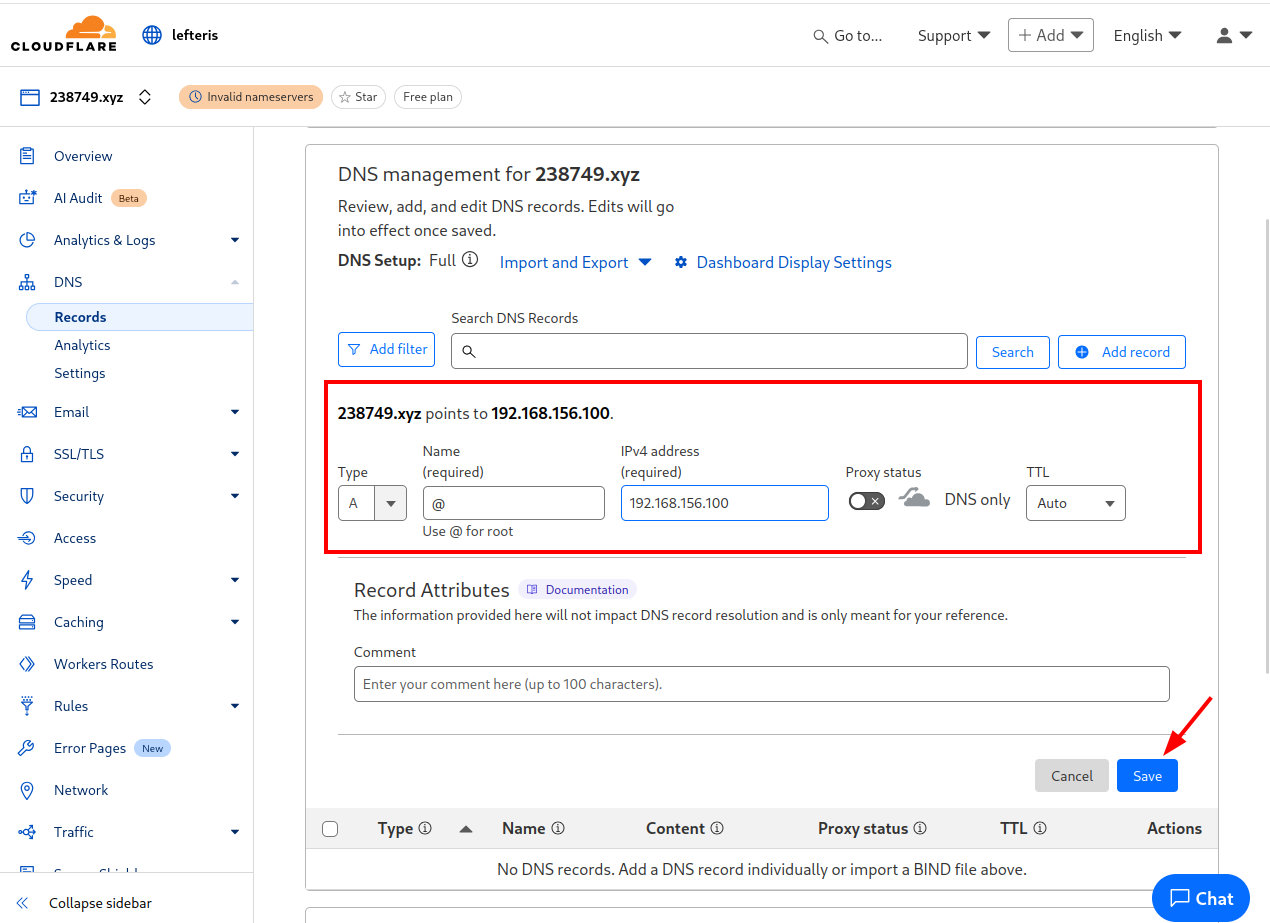 CLOUDFLARE
lefteris
Go to...
Support
+ Add
English
238749.xyz
Invalid nameservers
Star
Free plan
Overview
AI Audit Beta
Analytics & Logs
DNS
Records
Analytics
Settings
Email
SSL/TLS
Security
Access
Speed
Caching
Workers Routes
Rules
Error Pages New
Network
Traffic
Collapse sidebar
DNS management for 238749.xyz
Review, add, and edit DNS records. Edits will go
into effect once saved.
DNS Setup: Full
Import and Export
Dashboard Display Settings
Search DNS Records
Add filter
Search
Add record
238749.xyz points to 192.168.156.100.
Type
Name
(required)
IPv4 address
(required)
Proxy status
TTL
A
@
192.168.156.100
DNS only
Auto
Use @ for root
Record Attributes
Documentation
The information provided here will not impact DNS record resolution and is only meant for your reference.
Comment
Enter your comment here (up to 100 characters).
Cancel
Save
Type
Name
Content
Proxy status
TTL
Actions
No DNS records. Add a DNS record individually or import a BIND file above.
Chat